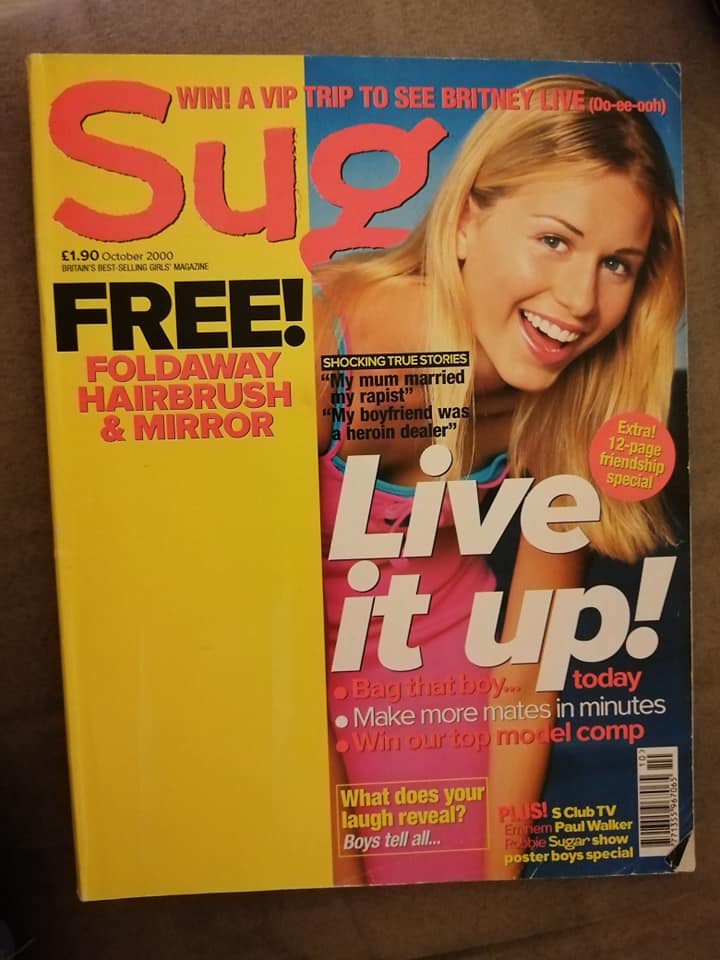 WIN! A VIP TRIP TO SEE BRITNEY LIVE (Oo-ee-ooh)
Sug
£1.90 October 2000
BRITAIN'S BEST-SELLING GIRLS' MAGAZINE
FREE!
FOLDAWAY
HAIRBRUSH
& MIRROR
SHOCKING TRUE STORIES
“My mum married
my rapist”
“My boyfriend was
a heroin dealer”
Extra!
12-page
friendship
special
Live
it up!
• Bag that boy... today
• Make more mates in minutes
• Win our top model comp
What does your
laugh reveal?
Boys tell all...
PLUS! S Club TV
Eminem Paul Walker
Robbie Sugar show
poster boys special
10>
9 771355 967065